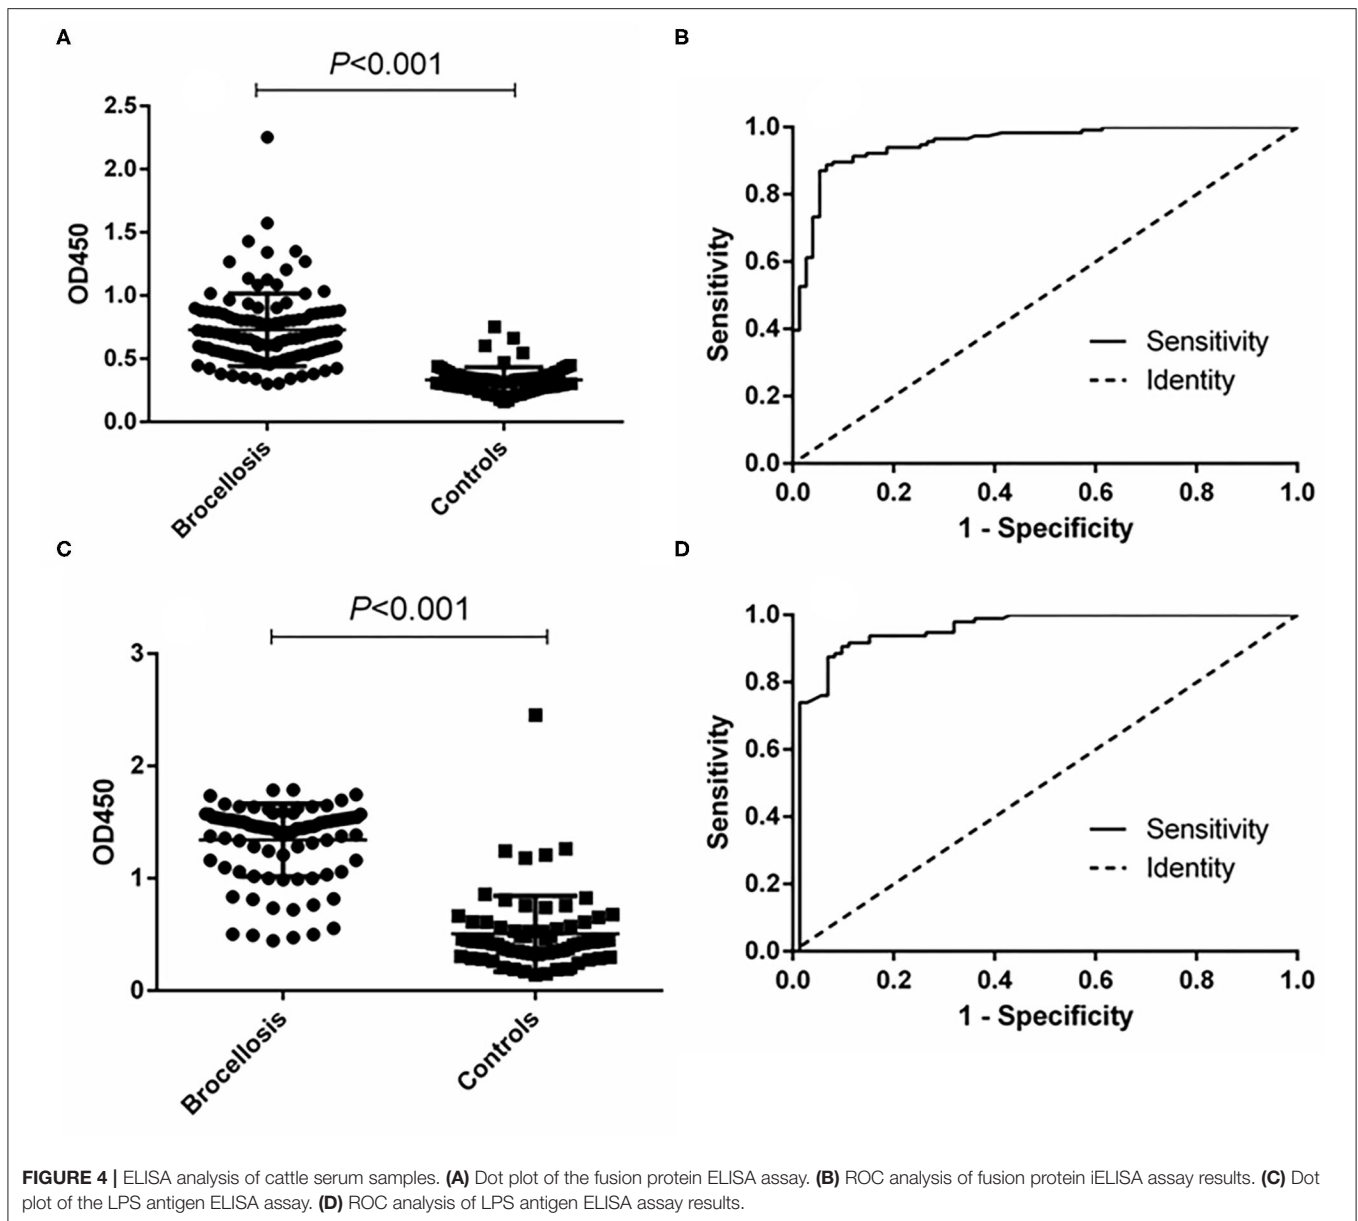 A
P<0.001
2.5
2.0
1.5
1.0
0.5
0.0
OD450
Brocellosis
Controls
B
1.0
0.8
0.6
0.4
0.2
0.0
Sensitivity
Sensitivity
Identity
0.0 0.2 0.4 0.6 0.8 1.0
1 - Specificity
C
P<0.001
3
2
1
0
OD450
Brocellosis
Controls
D
1.0
0.8
0.6
0.4
0.2
0.0
Sensitivity
Sensitivity
Identity
0.0 0.2 0.4 0.6 0.8 1.0
1 - Specificity
FIGURE 4 | ELISA analysis of cattle serum samples. (A) Dot plot of the fusion protein ELISA assay. (B) ROC analysis of fusion protein iELISA assay results. (C) Dot
plot of the LPS antigen ELISA assay. (D) ROC analysis of LPS antigen ELISA assay results.